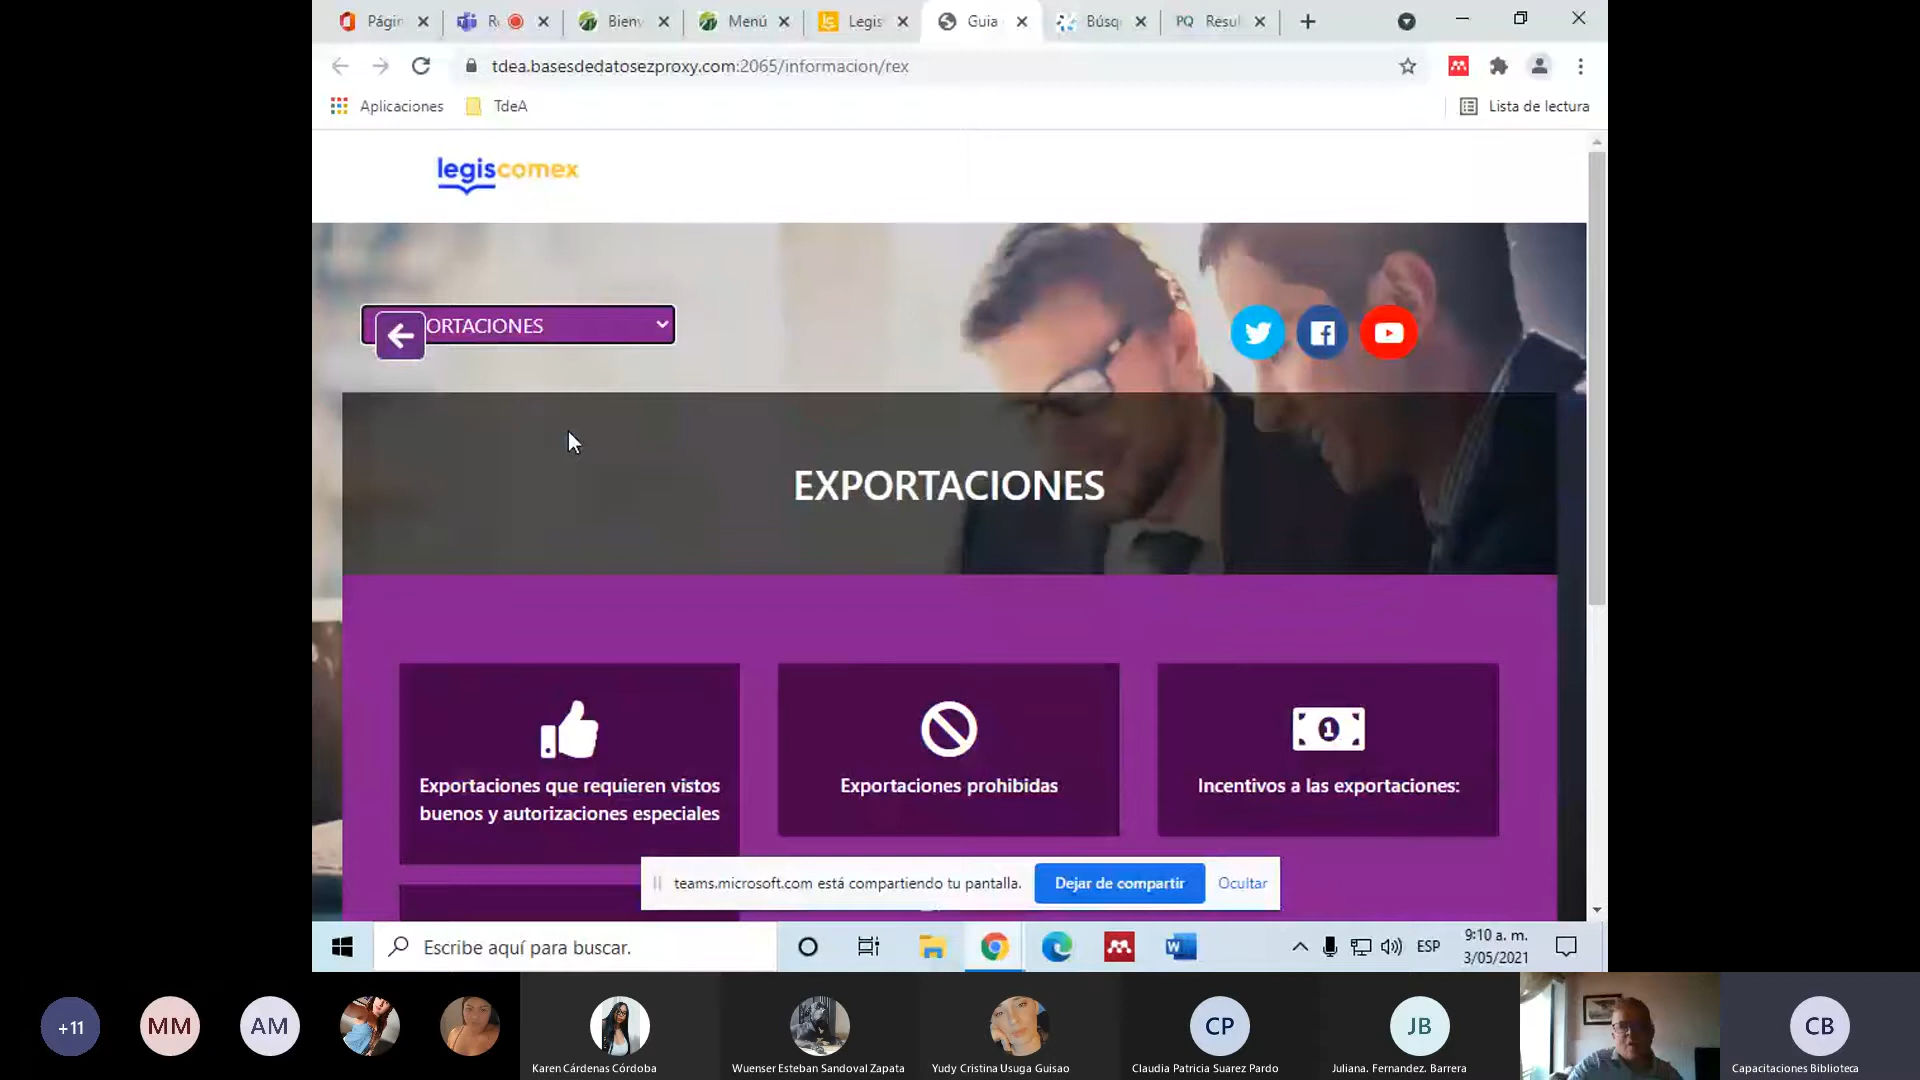 Págin
R
Bien
Menú
Legis
Guia
Búsq
PQ Resul
tdea.basesdedatosezproxy.com:2065/informacion/rex
Aplicaciones
TdeA
Lista de lectura
legiscomex
ORTACIONES
EXPORTACIONES
Exportaciones que requieren vistos
buenos y autorizaciones especiales
Exportaciones prohibidas
Incentivos a las exportaciones:
teams.microsoft.com está compartiendo tu pantalla.
Dejar de compartir
Ocultar
Escribe aquí para buscar.
ESP
9:10 a. m.
3/05/2021
+11
MM
AM
CP
JB
CB
Karen Cárdenas Córdoba
Wuenser Esteban Sandoval Zapata
Yudy Cristina Usuga Guisao
Claudia Patricia Suarez Pardo
Juliana. Fernandez. Barrera
Capacitaciones Biblioteca